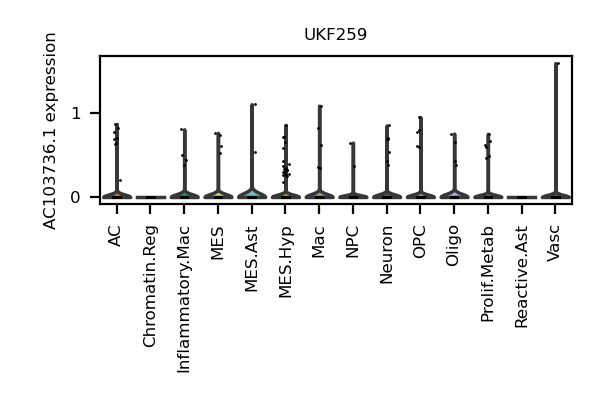 UKF259
AC103736.1 expression
1
0
AC
Chromatin.Reg
Inflammatory.Mac
MES
MES.Ast
MES.Hyp
Mac
NPC
Neuron
OPC
Oligo
Prolif.Metab
Reactive.Ast
Vasc